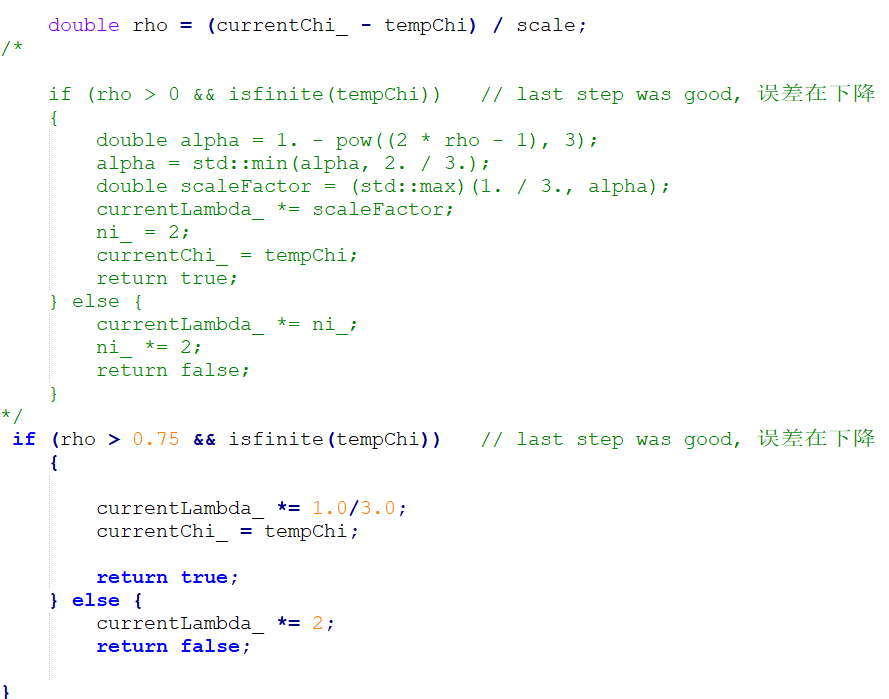 double rho = (currentChi_ - tempChi) / scale;
/*
if (rho > 0 && isfinite(tempChi))   // last step was good, 误差在下降
{
double alpha = 1. - pow((2 * rho - 1), 3);
alpha = std::min(alpha, 2. / 3.);
double scaleFactor = (std::max)(1. / 3., alpha);
currentLambda_ *= scaleFactor;
ni_ = 2;
currentChi_ = tempChi;
return true;
} else {
currentLambda_ *= ni_;
ni_ *= 2;
return false;
}
*/
if (rho > 0.75 && isfinite(tempChi))   // last step was good, 误差在下降
{
currentLambda_ *= 1.0/3.0;
currentChi_ = tempChi;
return true;
} else {
currentLambda_ *= 2;
return false;
}